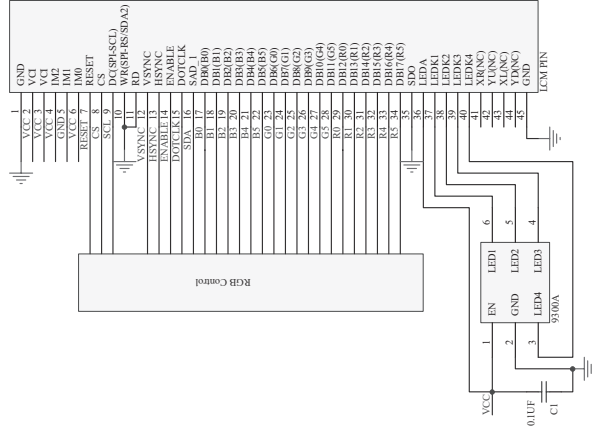 GND
VCI
VCI
IM2
IM1
IM0
RESET
CS
DC(SPI-SCL)
WR(SPI-RS/SDA2)
RD
VSYNC
HSYNC
ENABLE
DOTCLK
SAD_1
DB0(B0)
DB1(B1)
DB2(B2)
DB3(B3)
DB4(B4)
DB5(B5)
DB6(G0)
DB7(G1)
DB8(G2)
DB9(G3)
DB10(G4)
DB11(G5)
DB12(R0)
DB13(R1)
DB14(R2)
DB15(R3)
DB16(R4)
DB17(R5)
SDO
LEDA
LEDK1
LEDK2
LEDK3
LEDK4
XR(NC)
YU(NC)
XL(NC)
YD(NC)
GND
LCM PIN
1
VCC 2
VCC 3
VCC 4
GND 5
VCC 6
RESET 7
CS 8
SCL 9
10
11
VSYNC 12
HSYNC 13
ENABLE 14
DOTCLK 15
SDA 16
B0 17
B1 18
B2 19
B3 20
B4 21
B5 22
G0 23
G1 24
G2 25
G3 26
G4 27
G5 28
R0 29
R1 30
R2 31
R3 32
R4 33
R5 34
35
36
37
38
39
40
41
42
43
44
45
RGB Control
6
5
4
LED1
LED2
LED3
EN
GND
LED4
9300A
1
2
3
VCC
0.1UF
C1